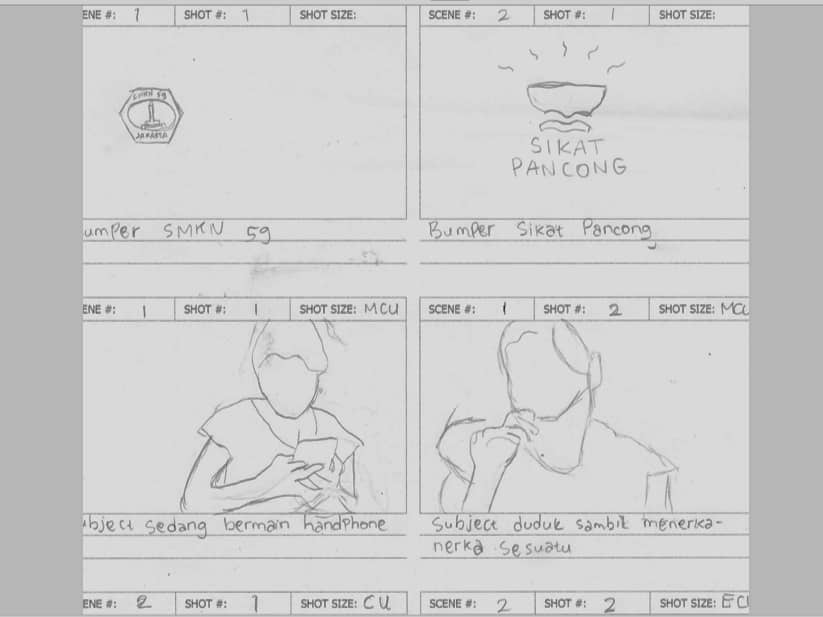 ENE #: 1 SHOT #: 1 SHOT SIZE:
SCENE #: 2 SHOT #: 1 SHOT SIZE:
SMKN 59
JAKARTA
SIKAT
PANCONG
umper SMKN 59
Bumper Sikat Pancong
ENE #: 1 SHOT #: 1 SHOT SIZE: MCU
SCENE #: 1 SHOT #: 2 SHOT SIZE: MCU
ubject sedang bermain handphone
Subject duduk sambil menerka-
nerka sesuatu
ENE #: 2 SHOT #: 1 SHOT SIZE: CU
SCENE #: 2 SHOT #: 2 SHOT SIZE: ECU